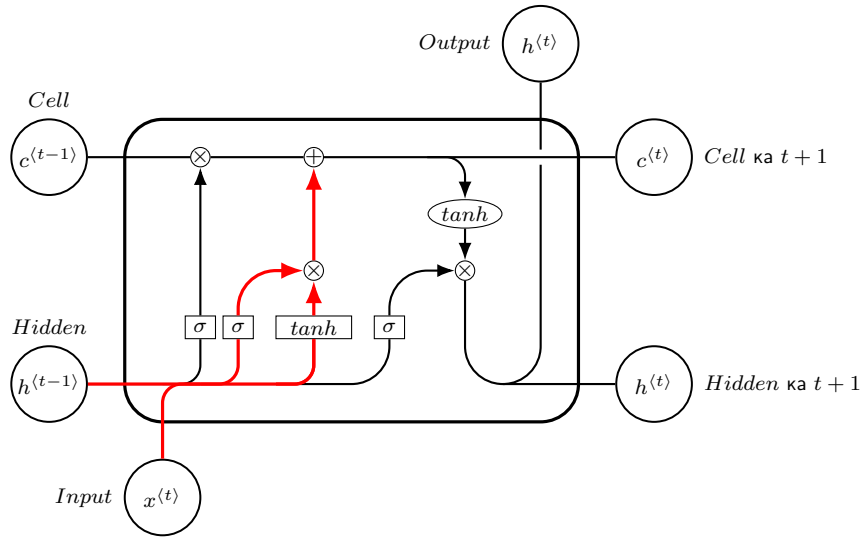 Output h⟨t⟩
Cell
c⟨t−1⟩ × + c⟨t⟩ Cell ка t + 1
tanh
× ×
Hidden σ σ tanh σ
h⟨t−1⟩ h⟨t⟩ Hidden ка t + 1
Input x⟨t⟩